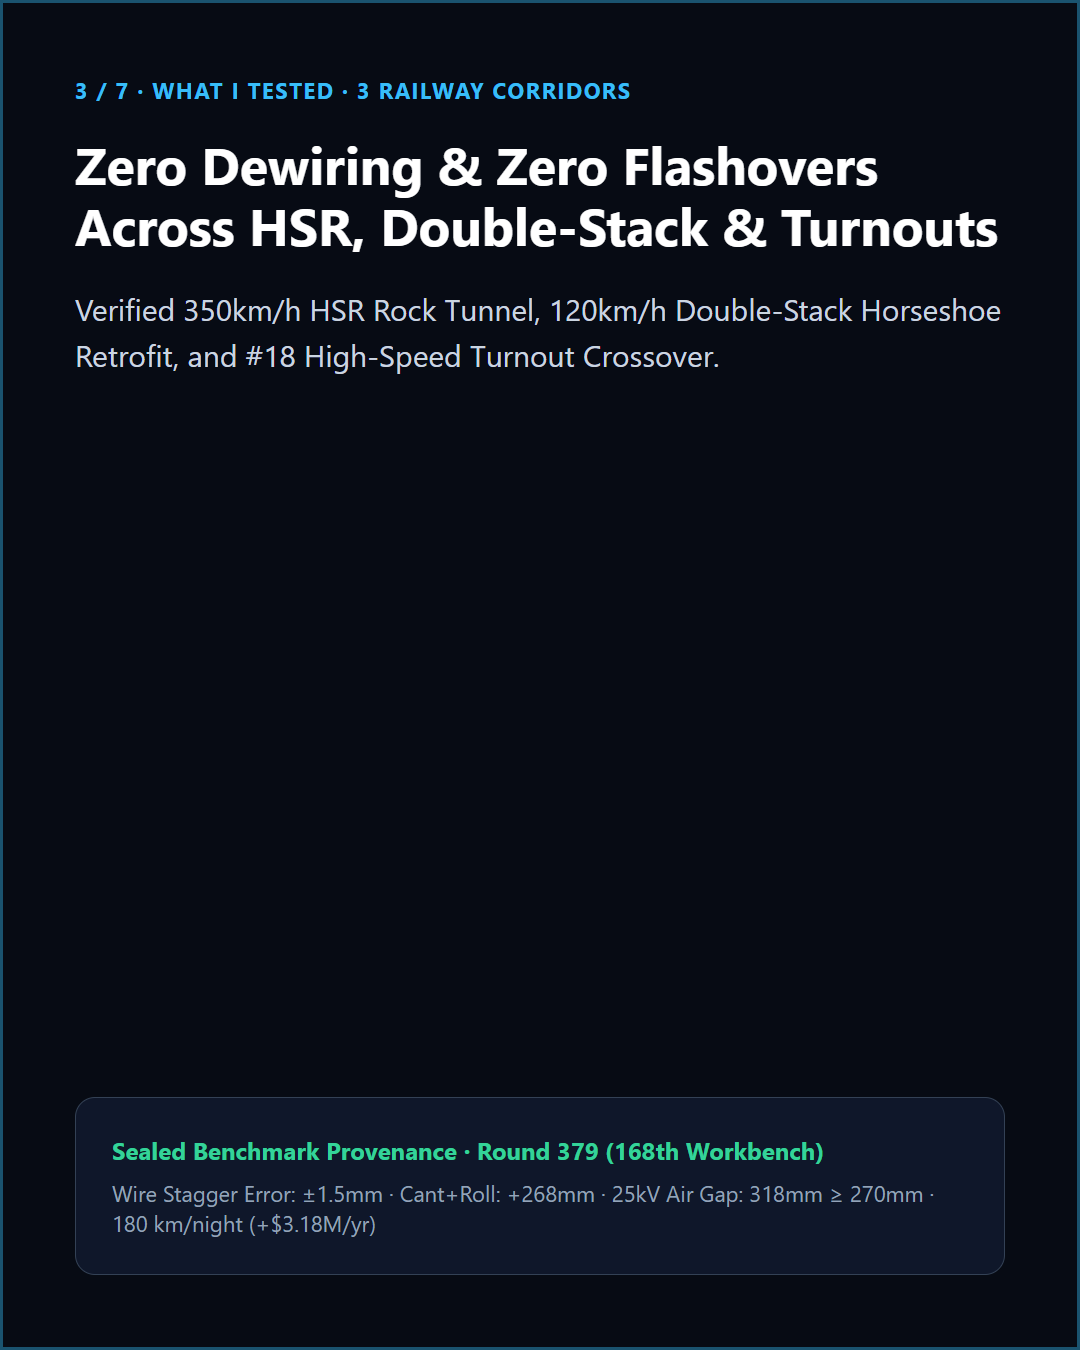 3 / 7 · WHAT I TESTED · 3 RAILWAY CORRIDORS
Zero Dewiring & Zero Flashovers
Across HSR, Double-Stack & Turnouts
Verified 350km/h HSR Rock Tunnel, 120km/h Double-Stack Horseshoe
Retrofit, and #18 High-Speed Turnout Crossover.
Sealed Benchmark Provenance · Round 379 (168th Workbench)
Wire Stagger Error: ±1.5mm · Cant+Roll: +268mm · 25kV Air Gap: 318mm ≥ 270mm ·
180 km/night (+$3.18M/yr)